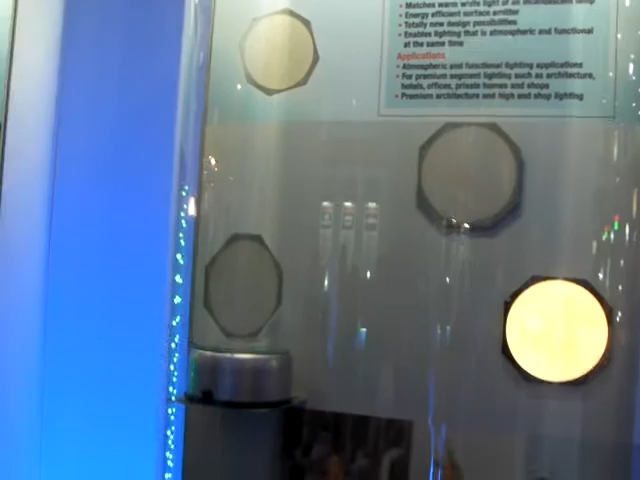 • Matches warm white light of an incandescent lamp
• Energy efficient surface emitter
• Totally new design possibilities
• Enables lighting that is atmospheric and functional
at the same time
Applications
• Atmospheric and functional lighting applications
• For premium segment lighting such as architecture,
hotels, offices, private homes and shops
• Premium architecture and high end shop lighting